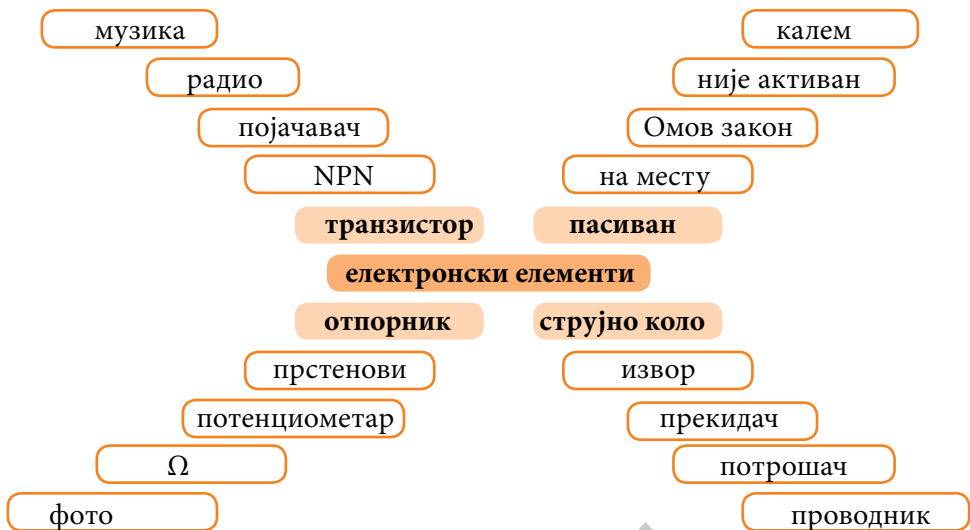 музика
калем
радио
није активан
појачавач
Омов закон
NPN
на месту
транзистор
пасиван
електронски елементи
отпорник
струјно коло
прстенови
извор
потенциометар
прекидач
Ω
потрошач
фото
проводник